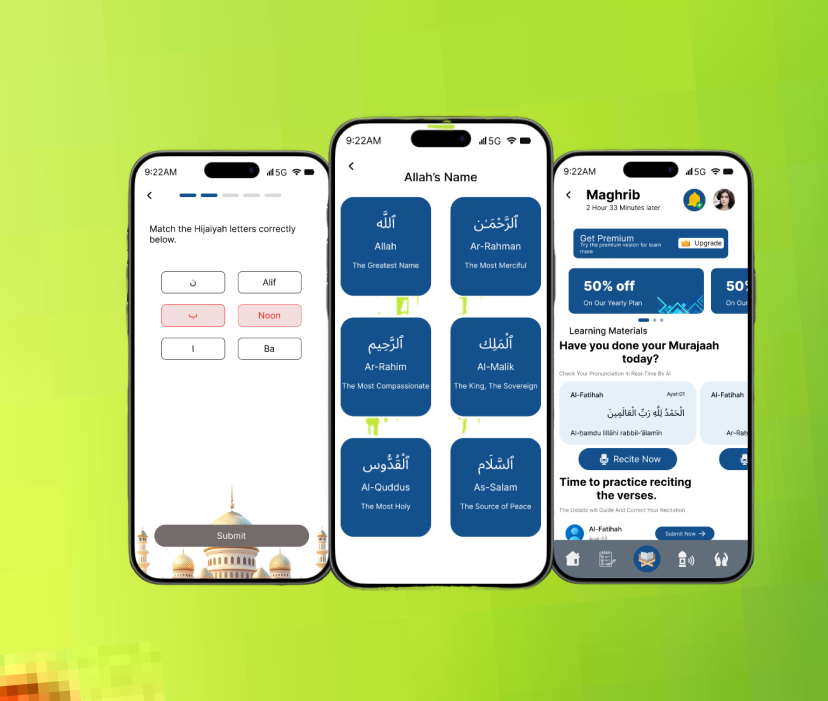 9:22AM
5G
Match the Hijaiyah letters correctly
below.
ن
Alif
ب
Noon
ا
Ba
Submit
9:22AM
5G
Allah's Name
ٱللَّه
Allah
The Greatest Name
ٱلرَّحْمَـٰن
Ar-Rahman
The Most Merciful
ٱلرَّحِيم
Ar-Rahim
The Most Compassionate
ٱلْمَلِك
Al-Malik
The King, The Sovereign
ٱلْقُدُّوس
Al-Quddus
The Most Holy
ٱلسَّلَام
As-Salam
The Source of Peace
9:22AM
5G
Maghrib
2 Hour 33 Minutes later
Get Premium
Try the premium vesion for learn
more
Upgrade
50% off
On Our Yearly Plan
50%
On Our
Learning Materials
Have you done your Murajaah
today?
Check Your Pronunciation in Real-Time By AI
Al-Fatihah
Ayat:01
الْحَمْدُ لِلَّهِ رَبِّ الْعَالَمِينَ
Al-ḥamdu lillāhi rabbil-ʿālamīn
Al-Fatihah
Ar-Rah
Recite Now
Time to practice reciting
the verses.
The Ustadz will Guide And Correct Your Recitation
Al-Fatihah
Ayat :01
Submit Now